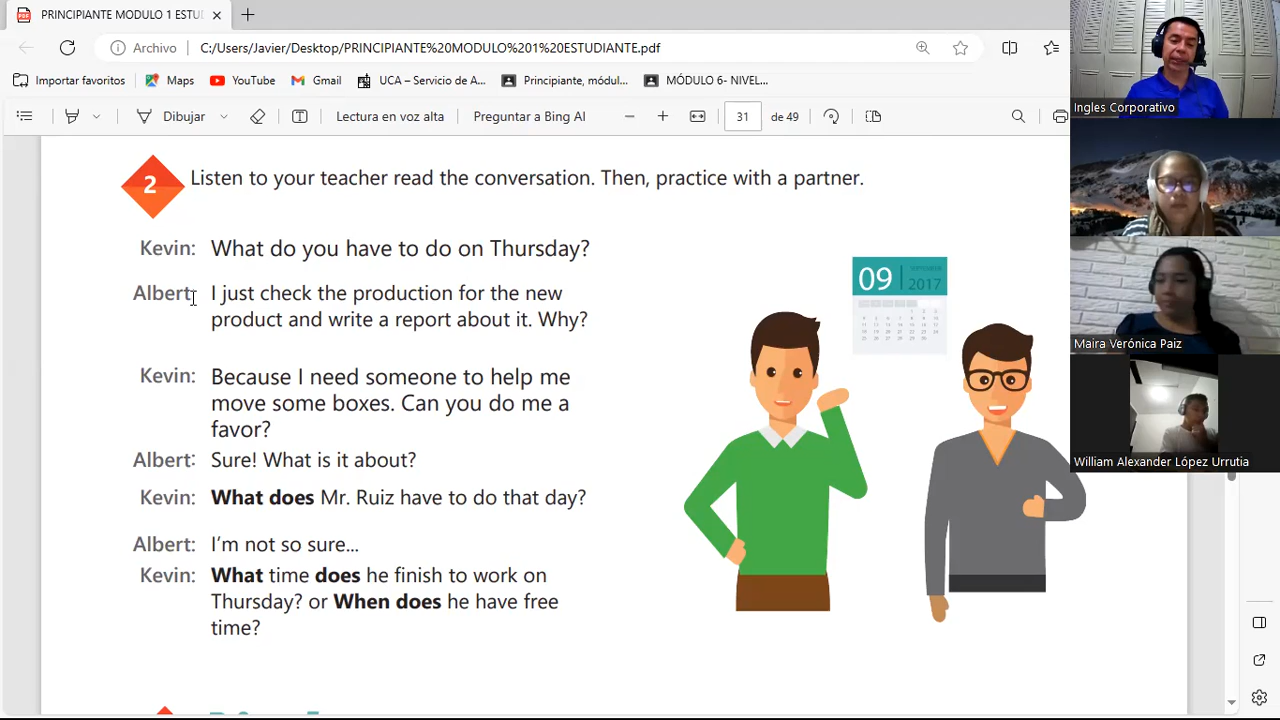 PRINCIPIANTE MODULO 1 ESTUDI
Archivo C:/Users/Javier/Desktop/PRINCIPIANTE%20MODULO%201%20ESTUDIANTE.pdf
Importar favoritos Maps YouTube Gmail UCA – Servicio de A... Principiante, módul... MÓDULO 6- NIVEL...
Dibujar Lectura en voz alta Preguntar a Bing AI 31 de 49
2 Listen to your teacher read the conversation. Then, practice with a partner.
Kevin: What do you have to do on Thursday?
Albert: I just check the production for the new
product and write a report about it. Why?
Kevin: Because I need someone to help me
move some boxes. Can you do me a
favor?
Albert: Sure! What is it about?
Kevin: What does Mr. Ruiz have to do that day?
Albert: I'm not so sure...
Kevin: What time does he finish to work on
Thursday? or When does he have free
time?
09
2017
Ingles Corporativo
Maira Verónica Paiz
William Alexander López Urrutia